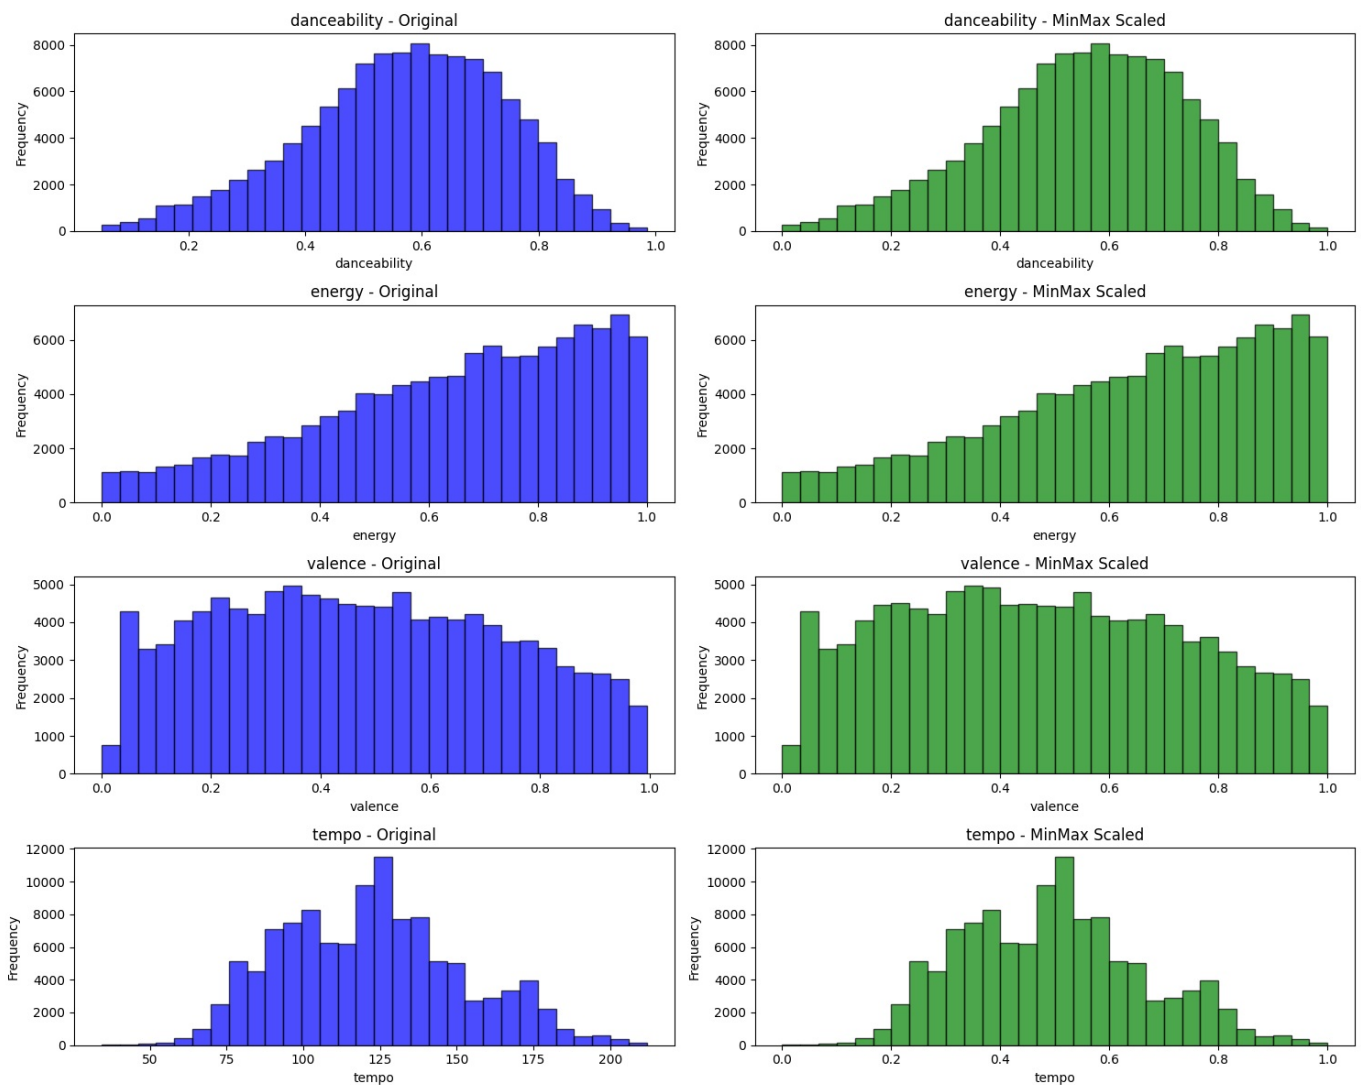 danceability - Original
8000
6000
4000
2000
0
Frequency
0.2 0.4 0.6 0.8 1.0
danceability
danceability - MinMax Scaled
8000
6000
4000
2000
0
Frequency
0.0 0.2 0.4 0.6 0.8 1.0
danceability
energy - Original
6000
4000
2000
0
Frequency
0.0 0.2 0.4 0.6 0.8 1.0
energy
energy - MinMax Scaled
6000
4000
2000
0
Frequency
0.0 0.2 0.4 0.6 0.8 1.0
energy
valence - Original
5000
4000
3000
2000
1000
0
Frequency
0.0 0.2 0.4 0.6 0.8 1.0
valence
valence - MinMax Scaled
5000
4000
3000
2000
1000
0
Frequency
0.0 0.2 0.4 0.6 0.8 1.0
valence
tempo - Original
12000
10000
8000
6000
4000
2000
0
Frequency
50 75 100 125 150 175 200
tempo
tempo - MinMax Scaled
12000
10000
8000
6000
4000
2000
0
Frequency
0.0 0.2 0.4 0.6 0.8 1.0
tempo